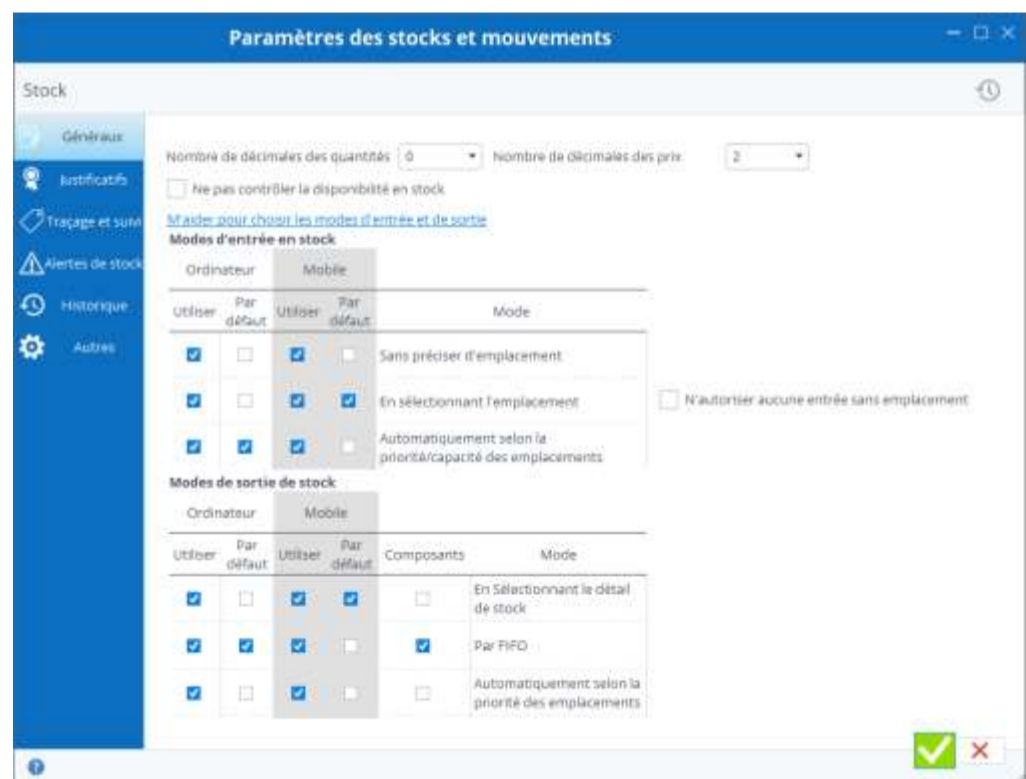 Paramètres des stocks et mouvements
Stock
Généraux
Justificatifs
Traçage et suivi
Alertes de stock
Historique
Autres
Nombre de décimales des quantités 0 Nombre de décimales des prix 2
Ne pas contrôler la disponibilité en stock
M'aider pour choisir les modes d'entrée et de sortie
Modes d'entrée en stock
Ordinateur Mobile
Utiliser Par défaut Utiliser Par défaut Mode
Sans préciser d'emplacement
En sélectionnant l'emplacement
N'autoriser aucune entrée sans emplacement
Automatiquement selon la
priorité/capacité des emplacements
Modes de sortie de stock
Ordinateur Mobile
Utiliser Par défaut Utiliser Par défaut Composants Mode
En Sélectionnant le détail
de stock
Par FIFO
Automatiquement selon la
priorité des emplacements